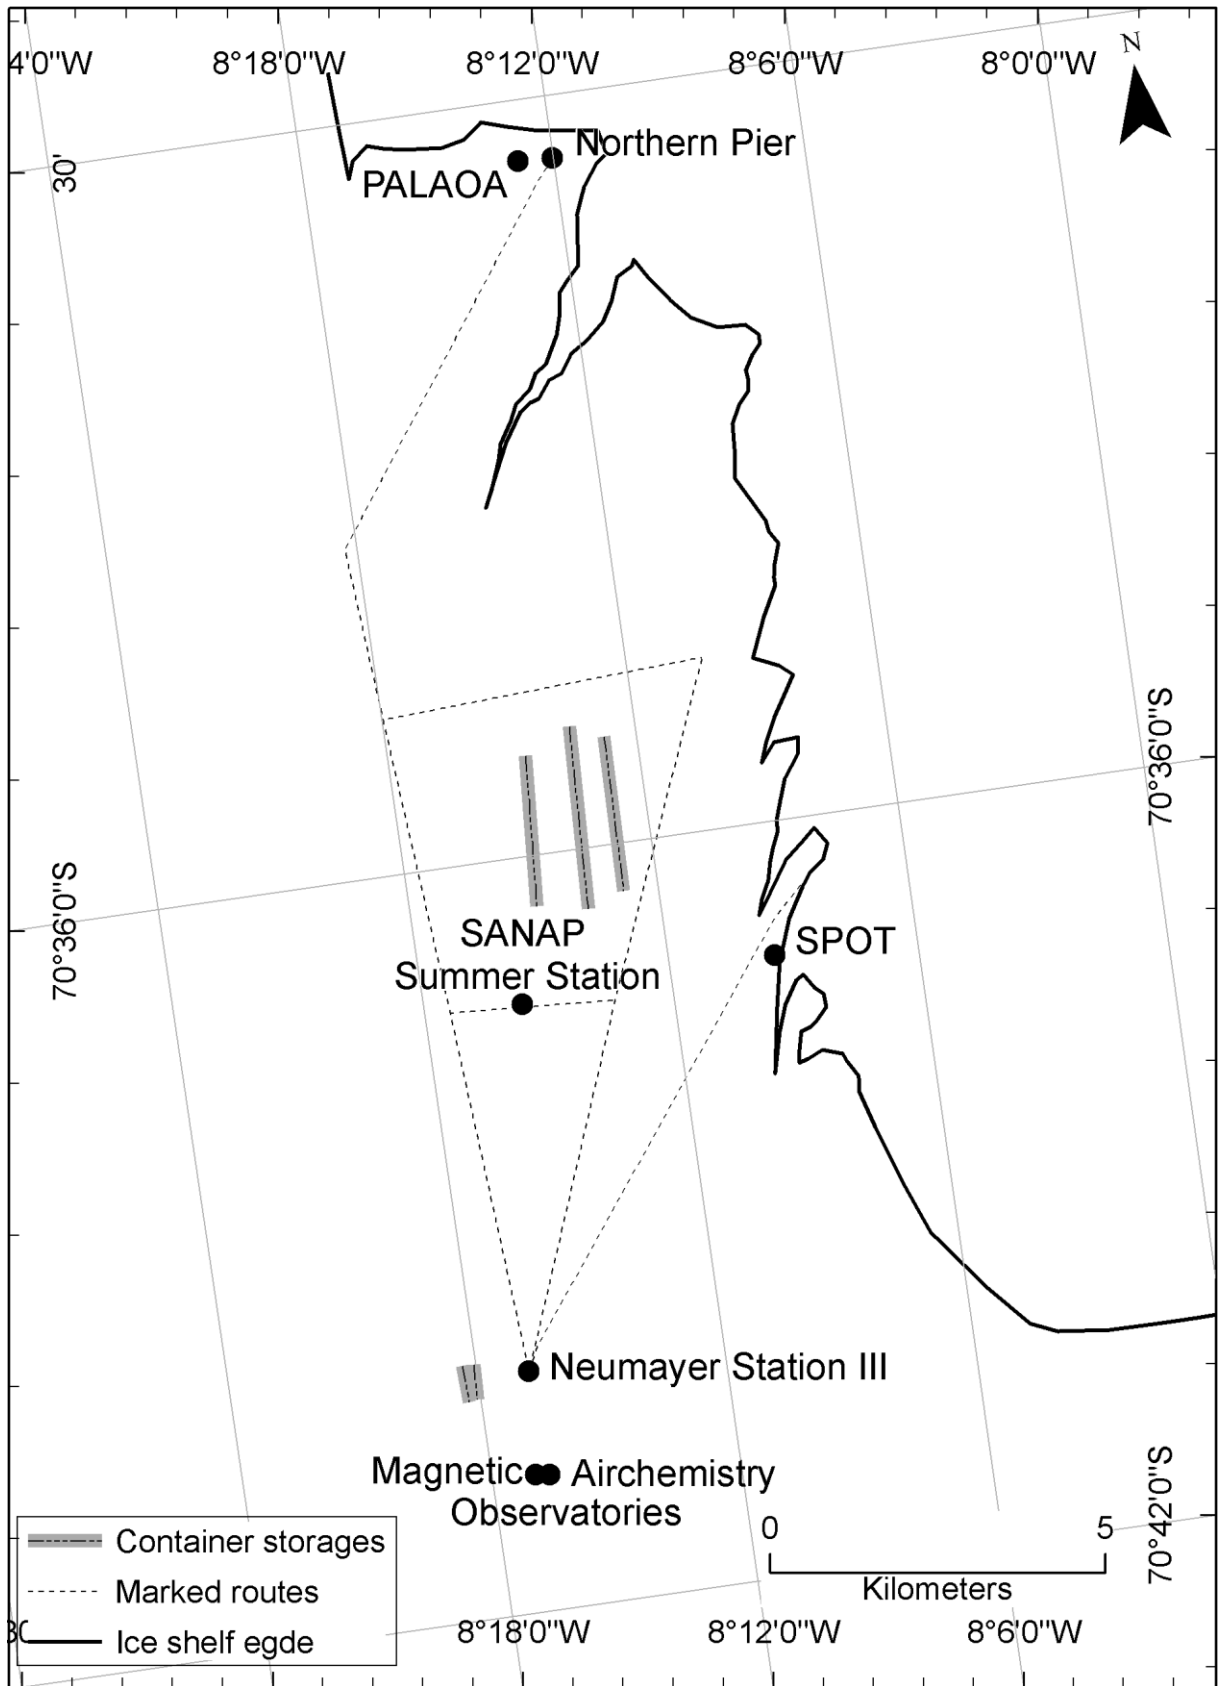 N
4'0"W 8°18'0"W 8°12'0"W 8°6'0"W 8°0'0"W
Northern Pier
30'
PALAOA
70°36'0"S
70°36'0"S
SANAP
Summer Station
SPOT
Neumayer Station III
Magnetic Airchemistry
Observatories
70°42'0"S
0 5
Kilometers
Container storages
Marked routes
Ice shelf egde
8°18'0"W 8°12'0"W 8°6'0"W